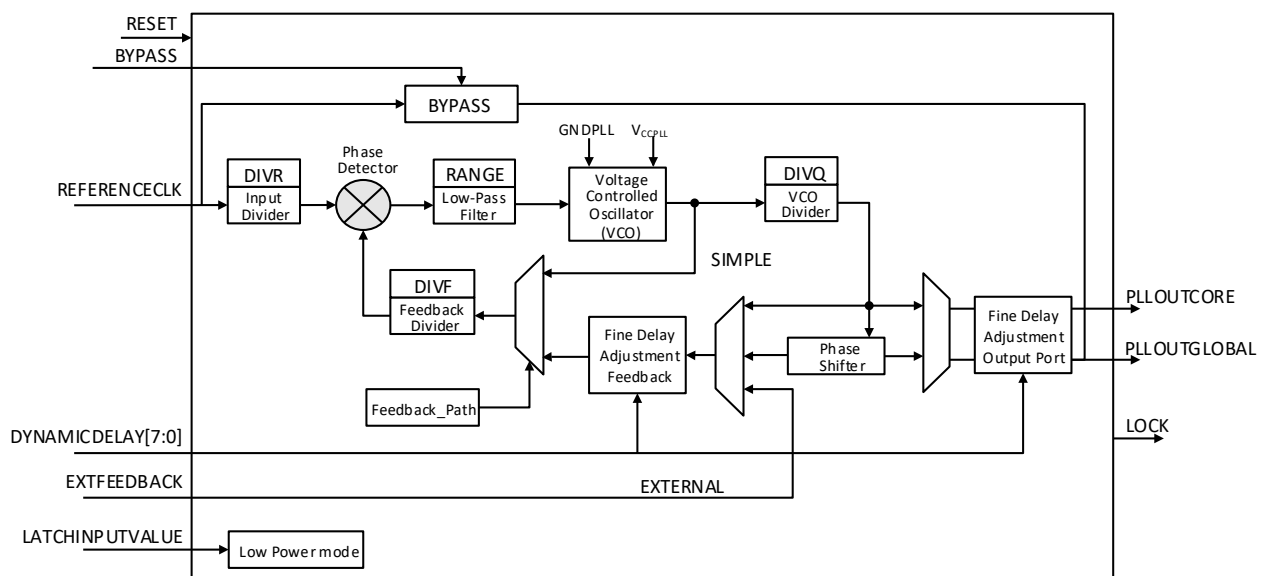 RESET
BYPASS
BYPASS
GNDPLL
VCCPLL
Phase
Detector
REFERENCECLK
DIVR
Input
Divider
RANGE
Low-Pass
Filter
Voltage
Controlled
Oscillator
(VCO)
DIVQ
VCO
Divider
SIMPLE
DIVF
Feedback
Divider
Fine Delay
Adjustment
Feedback
Phase
Shifter
Fine Delay
Adjustment
Output Port
PLLOUTCORE
PLLOUTGLOBAL
Feedback_Path
DYNAMICDELAY[7:0]
LOCK
EXTFEEDBACK
EXTERNAL
LATCHINPUTVALUE
Low Power mode